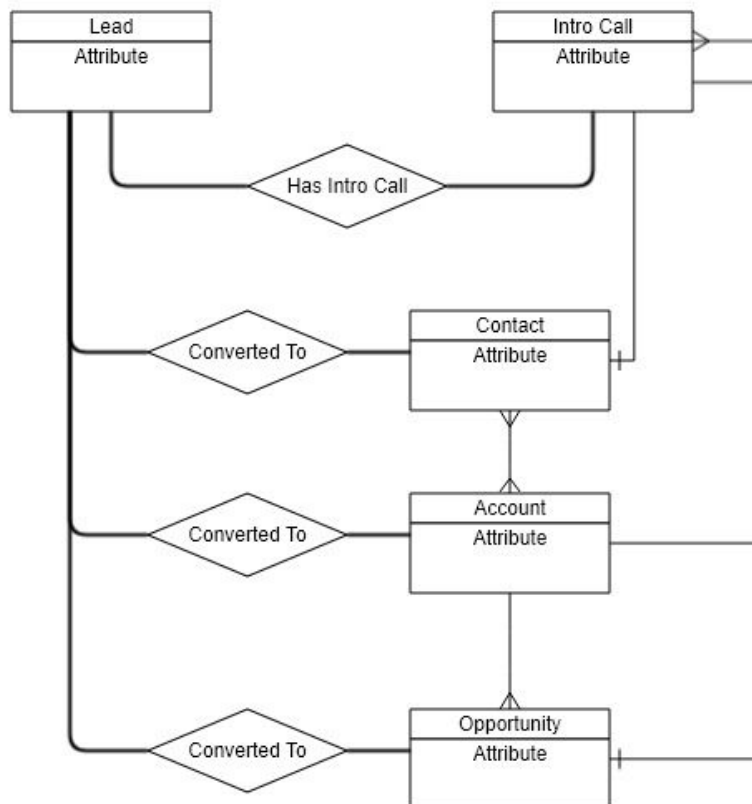 Lead
Attribute
Intro Call
Attribute
Has Intro Call
Contact
Attribute
Converted To
Account
Attribute
Converted To
Opportunity
Attribute
Converted To